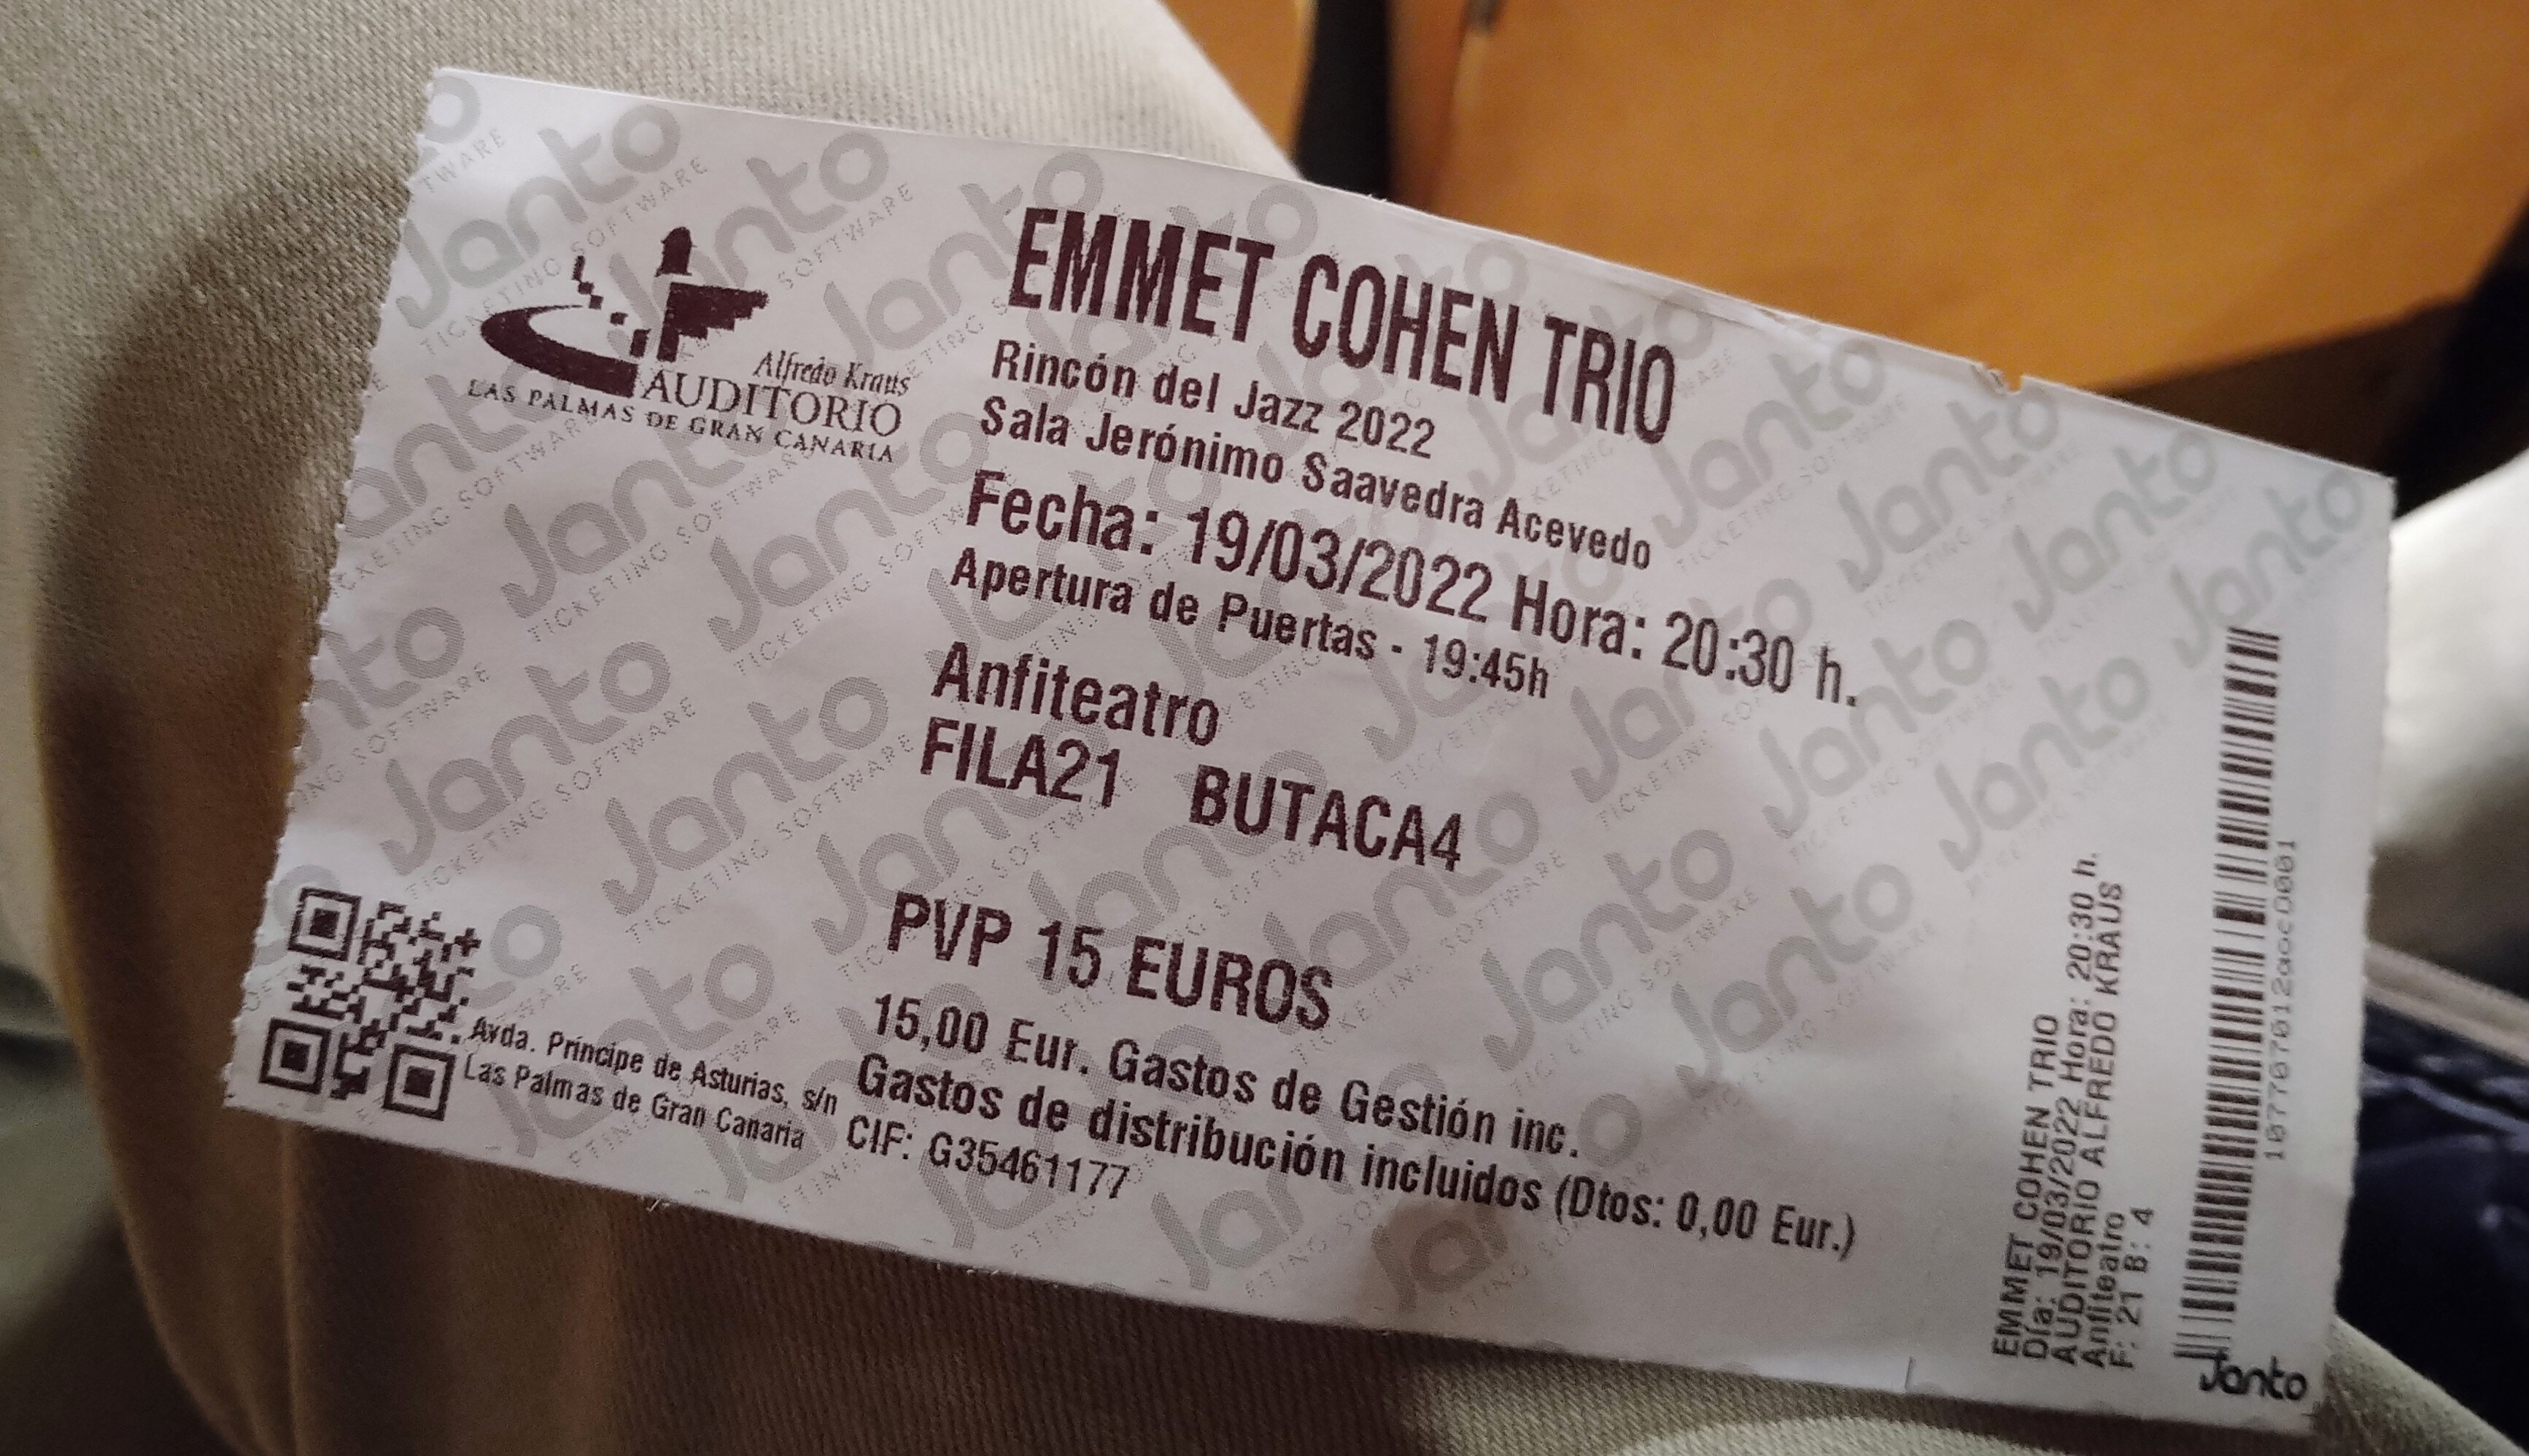 Alfredo Kraus
AUDITORIO
LAS PALMAS DE GRAN CANARIA
EMMET COHEN TRIO
Rincón del Jazz 2022
Sala Jerónimo Saavedra Acevedo
Fecha: 19/03/2022 Hora: 20:30 h.
Apertura de Puertas - 19:45h
Anfiteatro
FILA21 BUTACA4
PVP 15 EUROS
15,00 Eur. Gastos de Gestión inc.
Gastos de distribución incluidos (Dtos: 0,00 Eur.)
CIF: G35461177
Avda. Príncipe de Asturias, s/n
Las Palmas de Gran Canaria
EMMET COHEN TRIO
Día: 19/03/2022 Hora: 20:30 h.
AUDITORIO ALFREDO KRAUS
Anfiteatro
F: 21 B: 4
Janto
Janto
TICKETING SOFTWARE